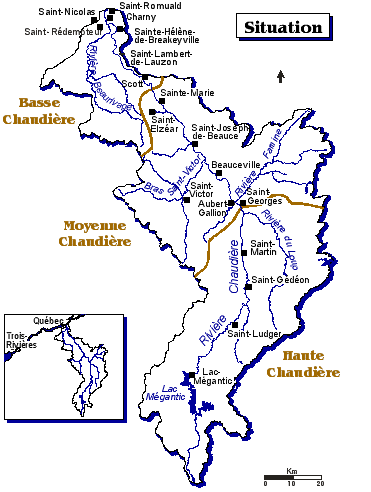 Situation
Saint-Romuald
Saint-Nicolas
Charny
Saint-Rédempteur
Sainte-Hélène-
de-Breakeyville
Saint-Lambert-
de-Lauzon
Rivière Beaurivage
Scott
Basse
Chaudière
Sainte-Marie
Saint-
Elzéar
Saint-Joseph-
de-Beauce
Rivière Famine
Beauceville
Bras Saint-Victor
Saint-
Victor
Saint-
Georges
Aubert-
Gallion
Moyenne
Chaudière
Rivière du Loup
Saint-
Martin
Rivière Chaudière
Saint-Gédéon
Saint-Ludger
Haute
Chaudière
Lac-
Mégantic
Lac
Mégantic
Québec
Trois-
Rivières
Km
0 10 20